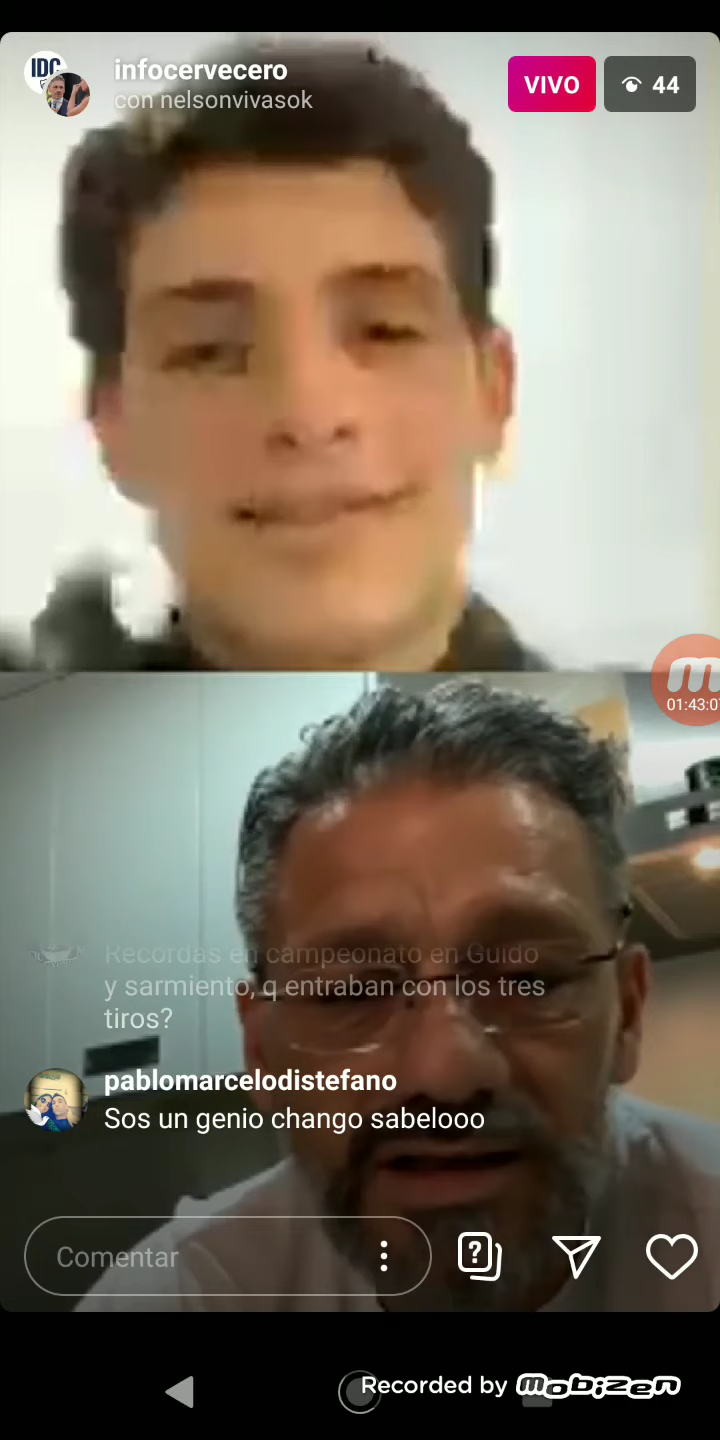 IDC
infocervecero
con nelsonvivasok
VIVO
44
01:43:0
Recordas en campeonato en Guido
y sarmiento, q entraban con los tres
tiros?
pablomarcelodistefano
Sos un genio chango sabelooo
Comentar
?
Recorded by mobizen